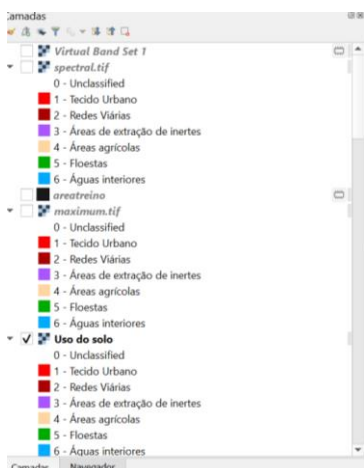 Camadas
Virtual Band Set 1
spectral.tif
0 - Unclassified
1 - Tecido Urbano
2 - Redes Viárias
3 - Áreas de extração de inertes
4 - Áreas agrícolas
5 - Floestas
6 - Águas interiores
areatreino
maximum.tif
0 - Unclassified
1 - Tecido Urbano
2 - Redes Viárias
3 - Áreas de extração de inertes
4 - Áreas agrícolas
5 - Floestas
6 - Águas interiores
Uso do solo
0 - Unclassified
1 - Tecido Urbano
2 - Redes Viárias
3 - Áreas de extração de inertes
4 - Áreas agrícolas
5 - Floestas
6 - Águas interiores
Camadas Navegador